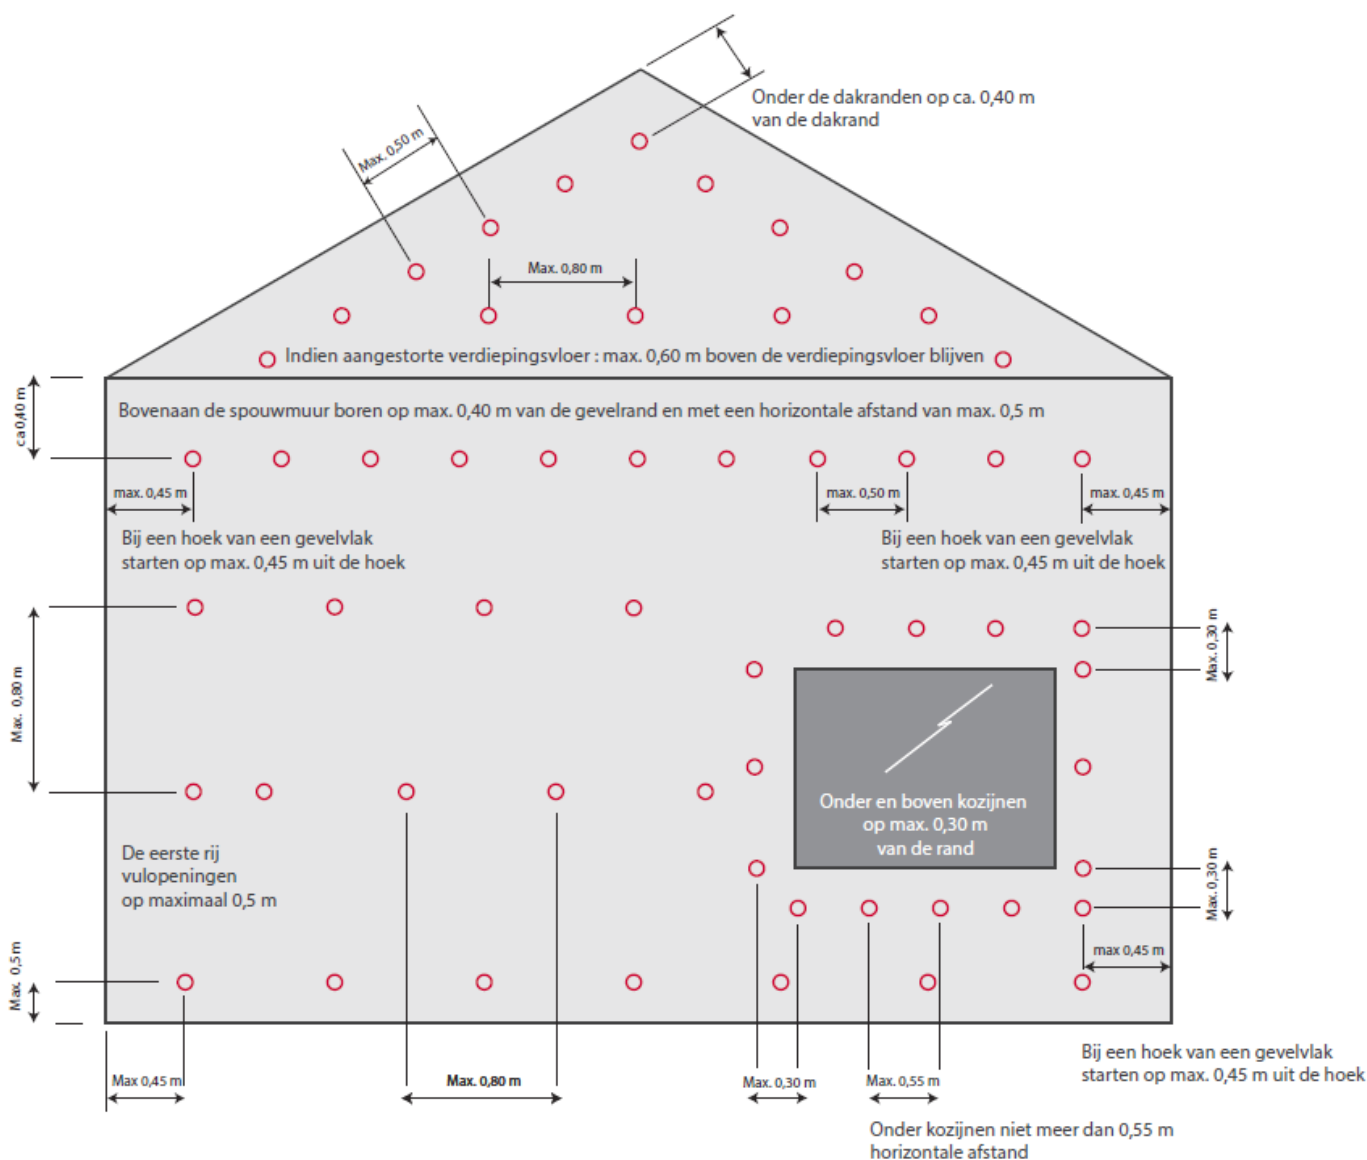 Onder de dakranden op ca. 0,40 m
van de dakrand
Max. 0,50 m
Max. 0,80 m
Indien aangestorte verdiepingsvloer : max. 0,60 m boven de verdiepingsvloer blijven
ca 0,40 m
Bovenaan de spouwmuur boren op max. 0,40 m van de gevelrand en met een horizontale afstand van max. 0,5 m
max. 0,45 m
max. 0,50 m
max. 0,45 m
Bij een hoek van een gevelvlak
starten op max. 0,45 m uit de hoek
Bij een hoek van een gevelvlak
starten op max. 0,45 m uit de hoek
Max. 0,80 m
Max. 0,30 m
Onder en boven kozijnen
op max. 0,30 m
van de rand
De eerste rij
vulopeningen
op maximaal 0,5 m
Max. 0,30 m
max 0,45 m
Max. 0,5 m
Max 0,45 m
Max. 0,80 m
Max. 0,30 m
Max. 0,55 m
Bij een hoek van een gevelvlak
starten op max. 0,45 m uit de hoek
Onder kozijnen niet meer dan 0,55 m
horizontale afstand